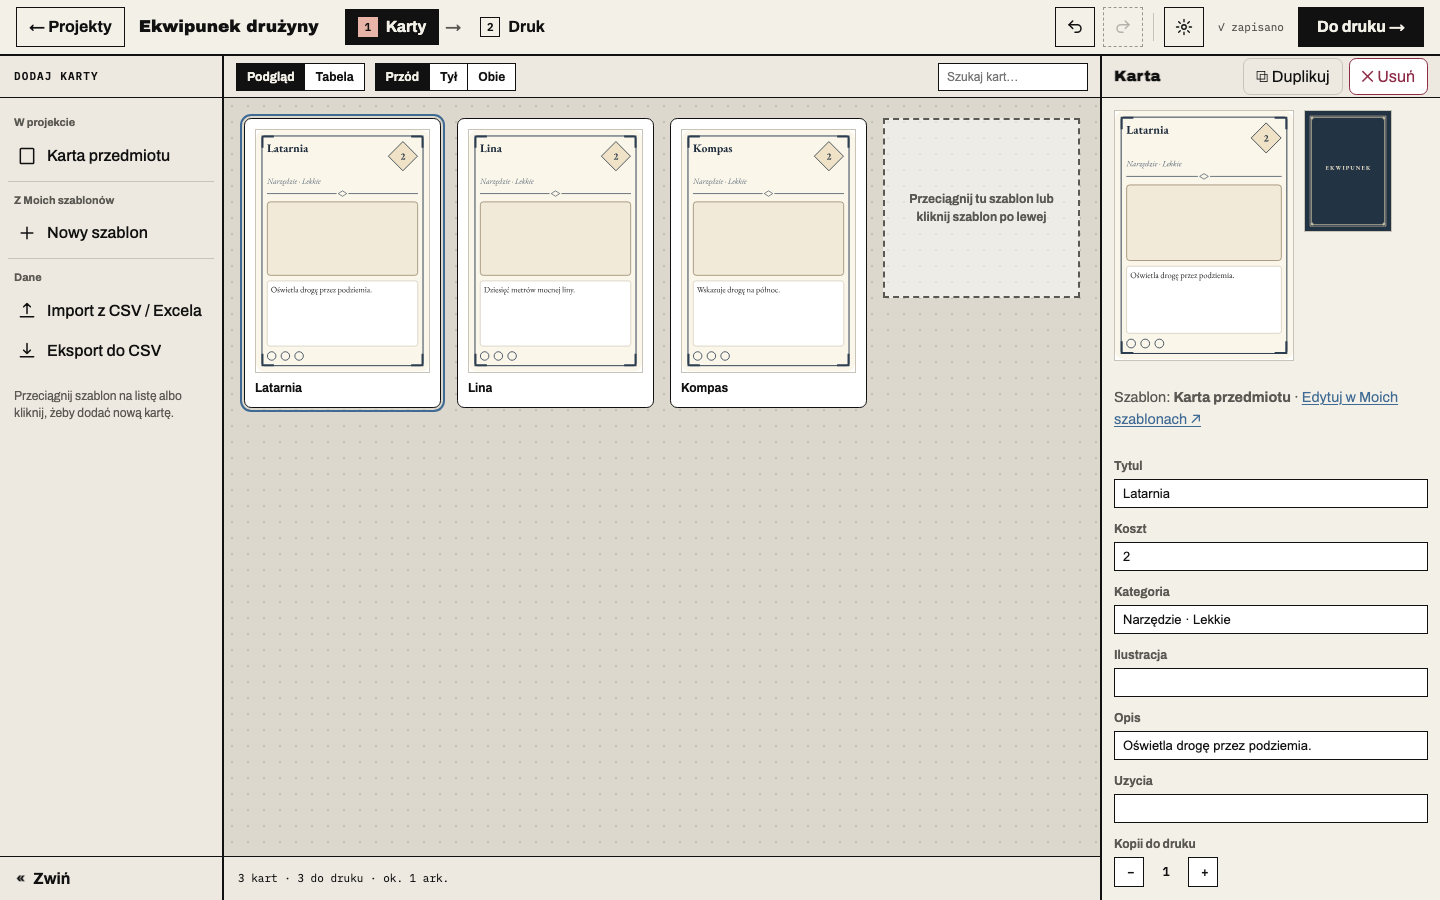 ← Projekty
Ekwipunek drużyny
1 Karty →
2 Druk
√ zapisano
Do druku →
DODAJ KARTY
W projekcie
Karta przedmiotu
Z Moich szablonów
Nowy szablon
Dane
Import z CSV / Excela
Eksport do CSV
Przeciągnij szablon na listę albo
kliknij, żeby dodać nową kartę.
« Zwiń
Podgląd Tabela
Przód Tył Obie
Szukaj kart…
Latarnia
2
Narzędzie · Lekkie
Oświetla drogę przez podziemia.
Latarnia
Lina
2
Narzędzie · Lekkie
Dziesięć metrów mocnej liny.
Lina
Kompas
2
Narzędzie · Lekkie
Wskazuje drogę na północ.
Kompas
Przeciągnij tu szablon lub
kliknij szablon po lewej
3 kart · 3 do druku · ok. 1 ark.
Karta
Duplikuj
Usuń
Latarnia
2
Narzędzie · Lekkie
Oświetla drogę przez podziemia.
EKWIPUNEK
Szablon: Karta przedmiotu · Edytuj w Moich
szablonach ↗
Tytul
Latarnia
Koszt
2
Kategoria
Narzędzie · Lekkie
Ilustracja
Opis
Oświetla drogę przez podziemia.
Uzycia
Kopii do druku
− 1 +